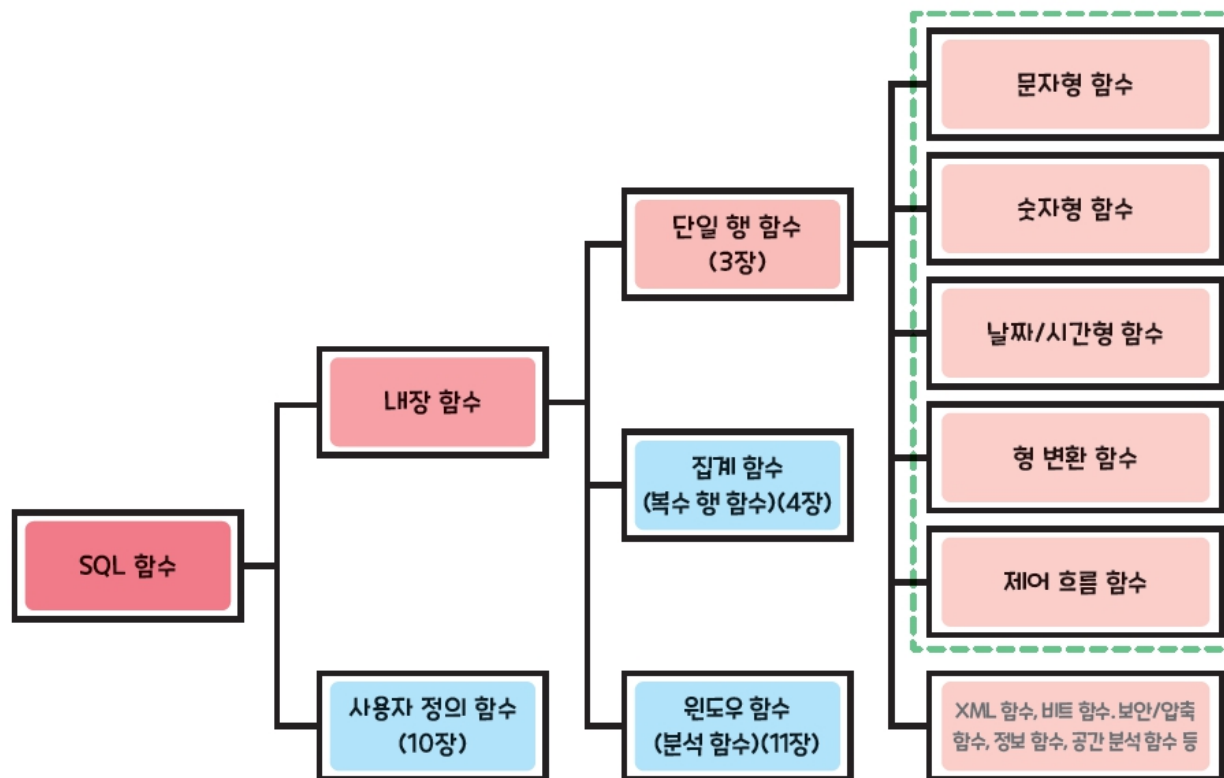 문자형 함수
숫자형 함수
단일 행 함수
(3장)
날짜/시간형 함수
내장 함수
형 변환 함수
집계 함수
(복수 행 함수)(4장)
SQL 함수
제어 흐름 함수
사용자 정의 함수
(10장)
윈도우 함수
(분석 함수)(11장)
XML 함수, 비트 함수. 보안/압축
함수, 정보 함수, 공간 분석 함수 등